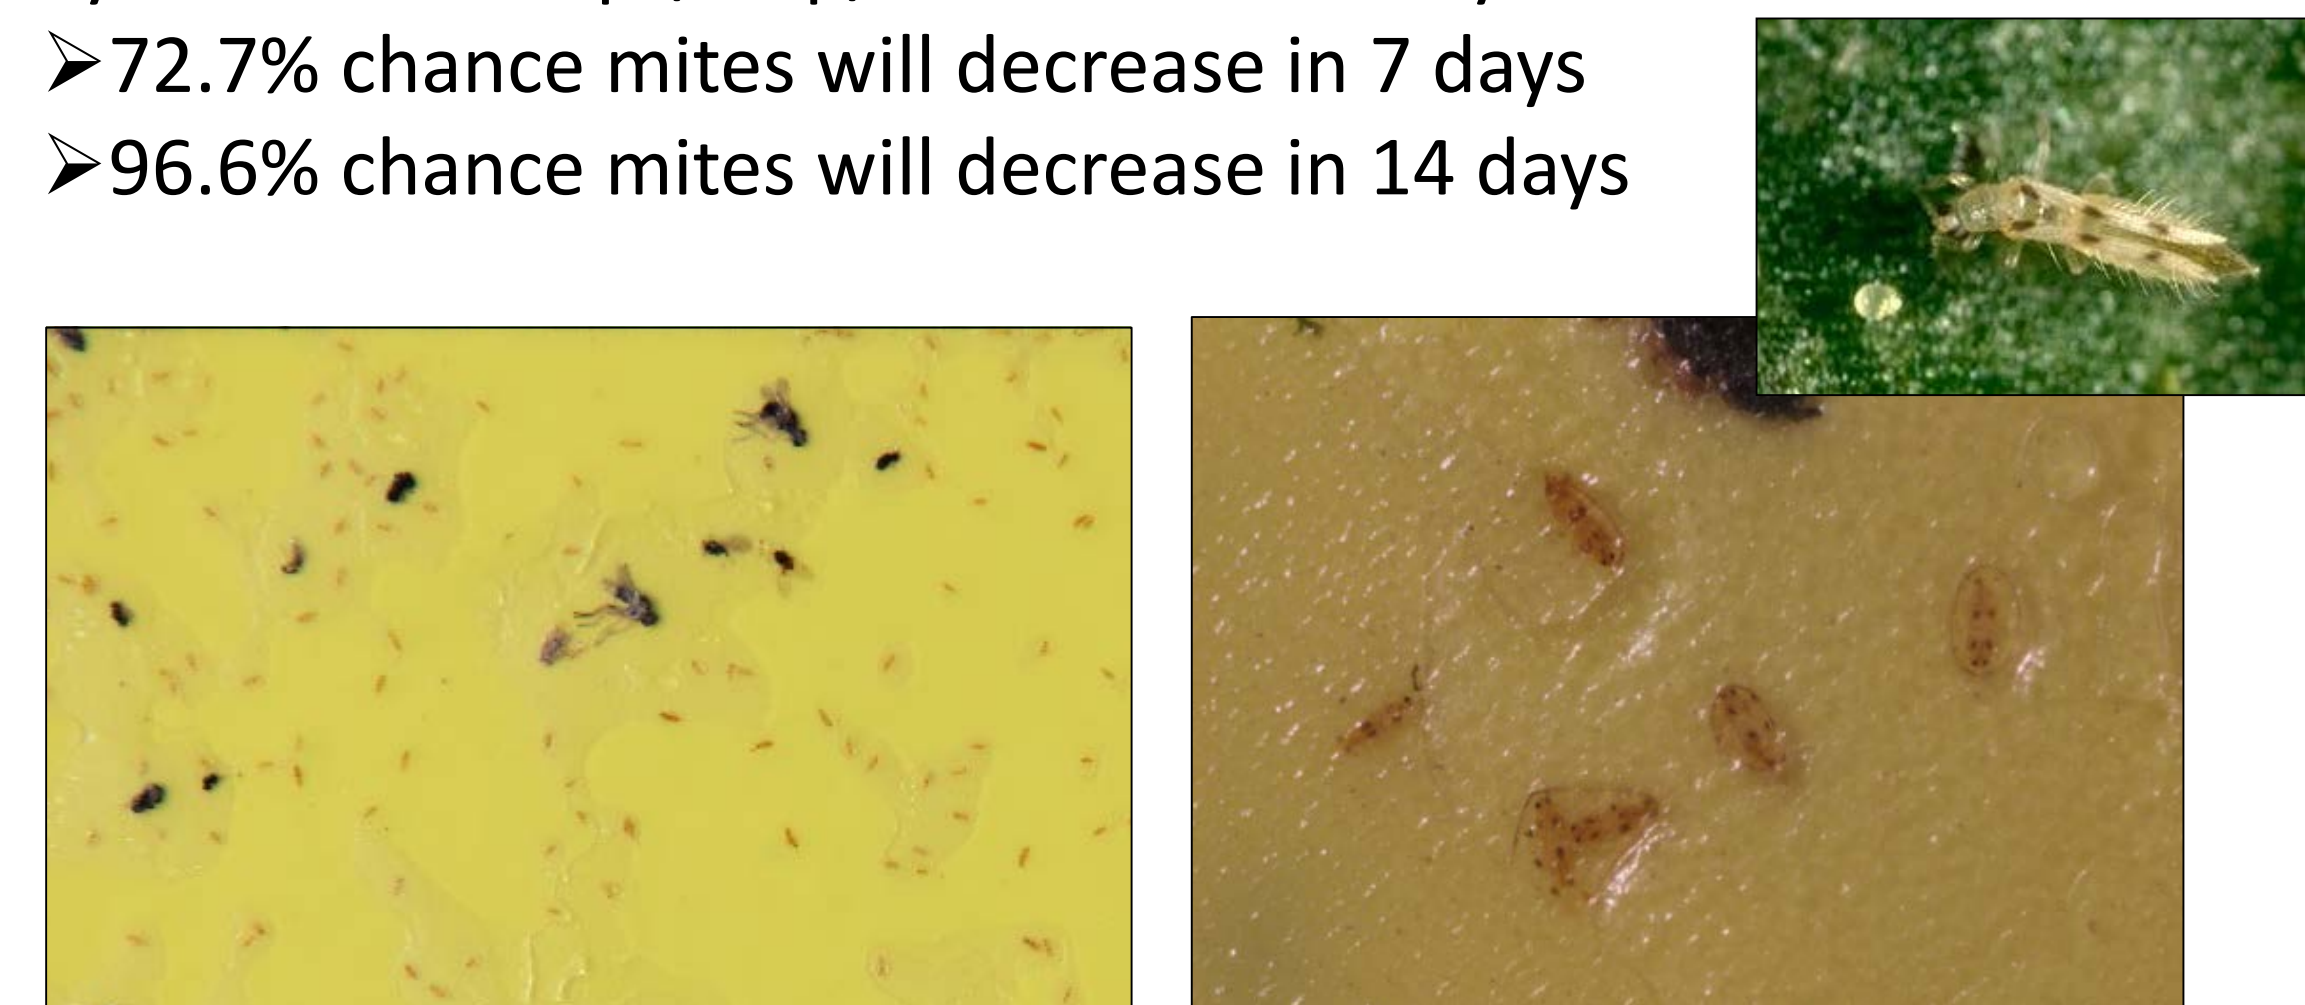 ➢72.7% chance mites will decrease in 7 days
➢96.6% chance mites will decrease in 14 days